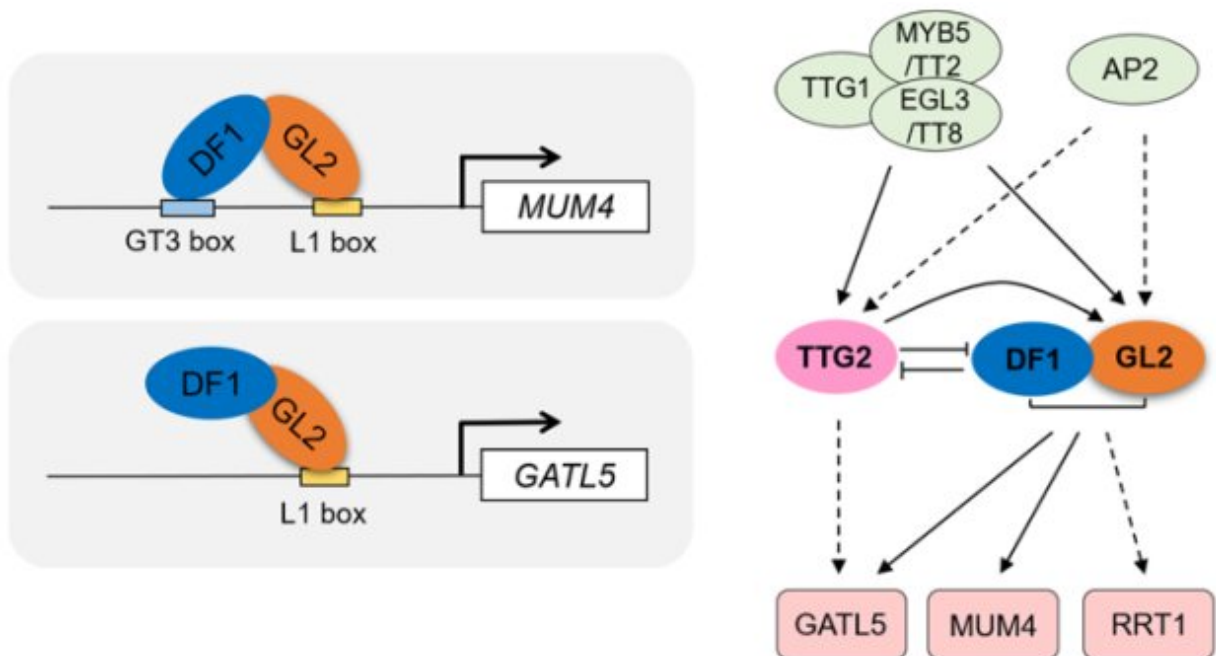 DF1
GL2
MUM4
GT3 box
L1 box
DF1
GL2
GATL5
L1 box
MYB5
/TT2
TTG1
EGL3
/TT8
AP2
TTG2
DF1
GL2
GATL5
MUM4
RRT1